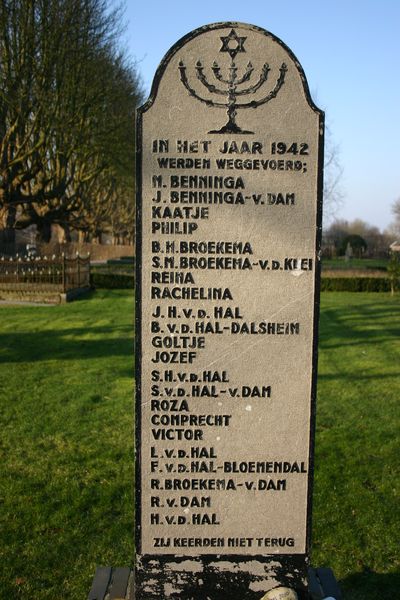 IN HET JAAR 1942
WERDEN WEGGEVOERD;
M. BENNINGA
J. BENNINGA-v. DAM
KAATJE
PHILIP
B.H. BROEKEMA
S.M. BROEKEMA-v.D. KLEI
REINA
RACHELINA
J.H.v.D. HAL
B.v.D. HAL-DALSHEIM
GOLTJE
JOZEF
S.H.v.D. HAL
S.v.D. HAL-v. DAM
ROZA
COMPRECHT
VICTOR
L.v.D. HAL
F.v.D. HAL-BLOEMENDAL
R. BROEKEMA-v. DAM
R.v. DAM
H.v.D. HAL
ZIJ KEERDEN NIET TERUG